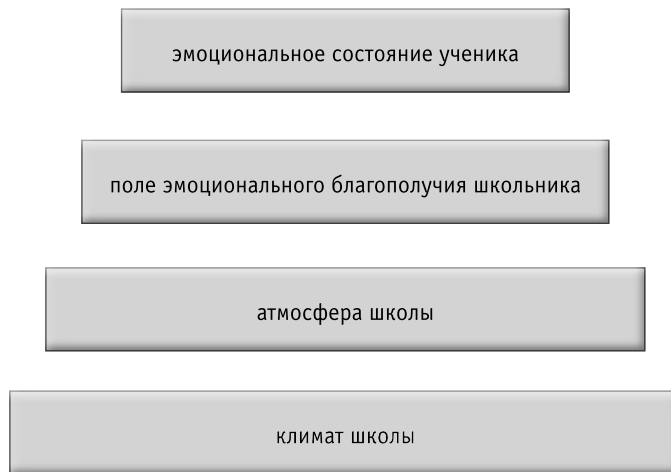 эмоциональное состояние ученика
поле эмоционального благополучия школьника
атмосфера школы
климат школы